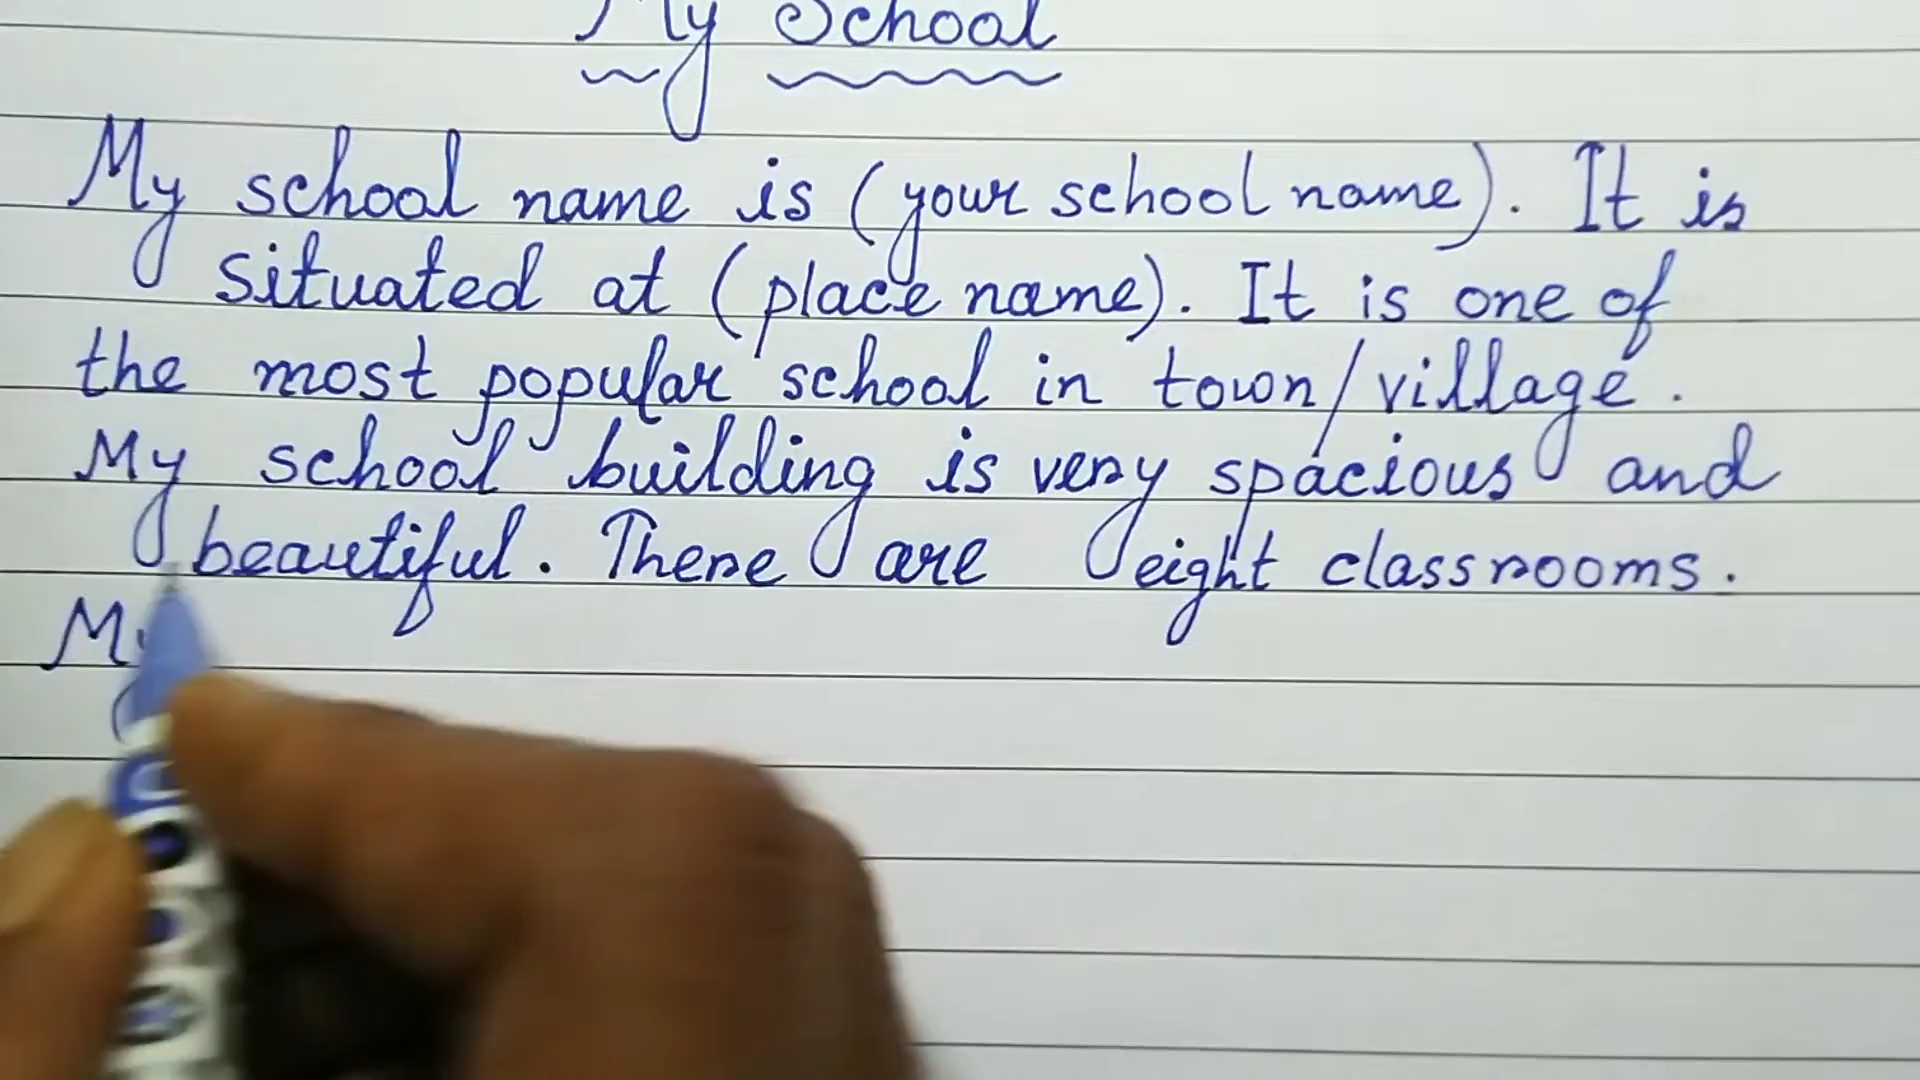 My School
My school name is (your school name). It is
situated at (place name). It is one of
the most popular school in town/village.
My school building is very spacious and
beautiful. There are eight classrooms.
My